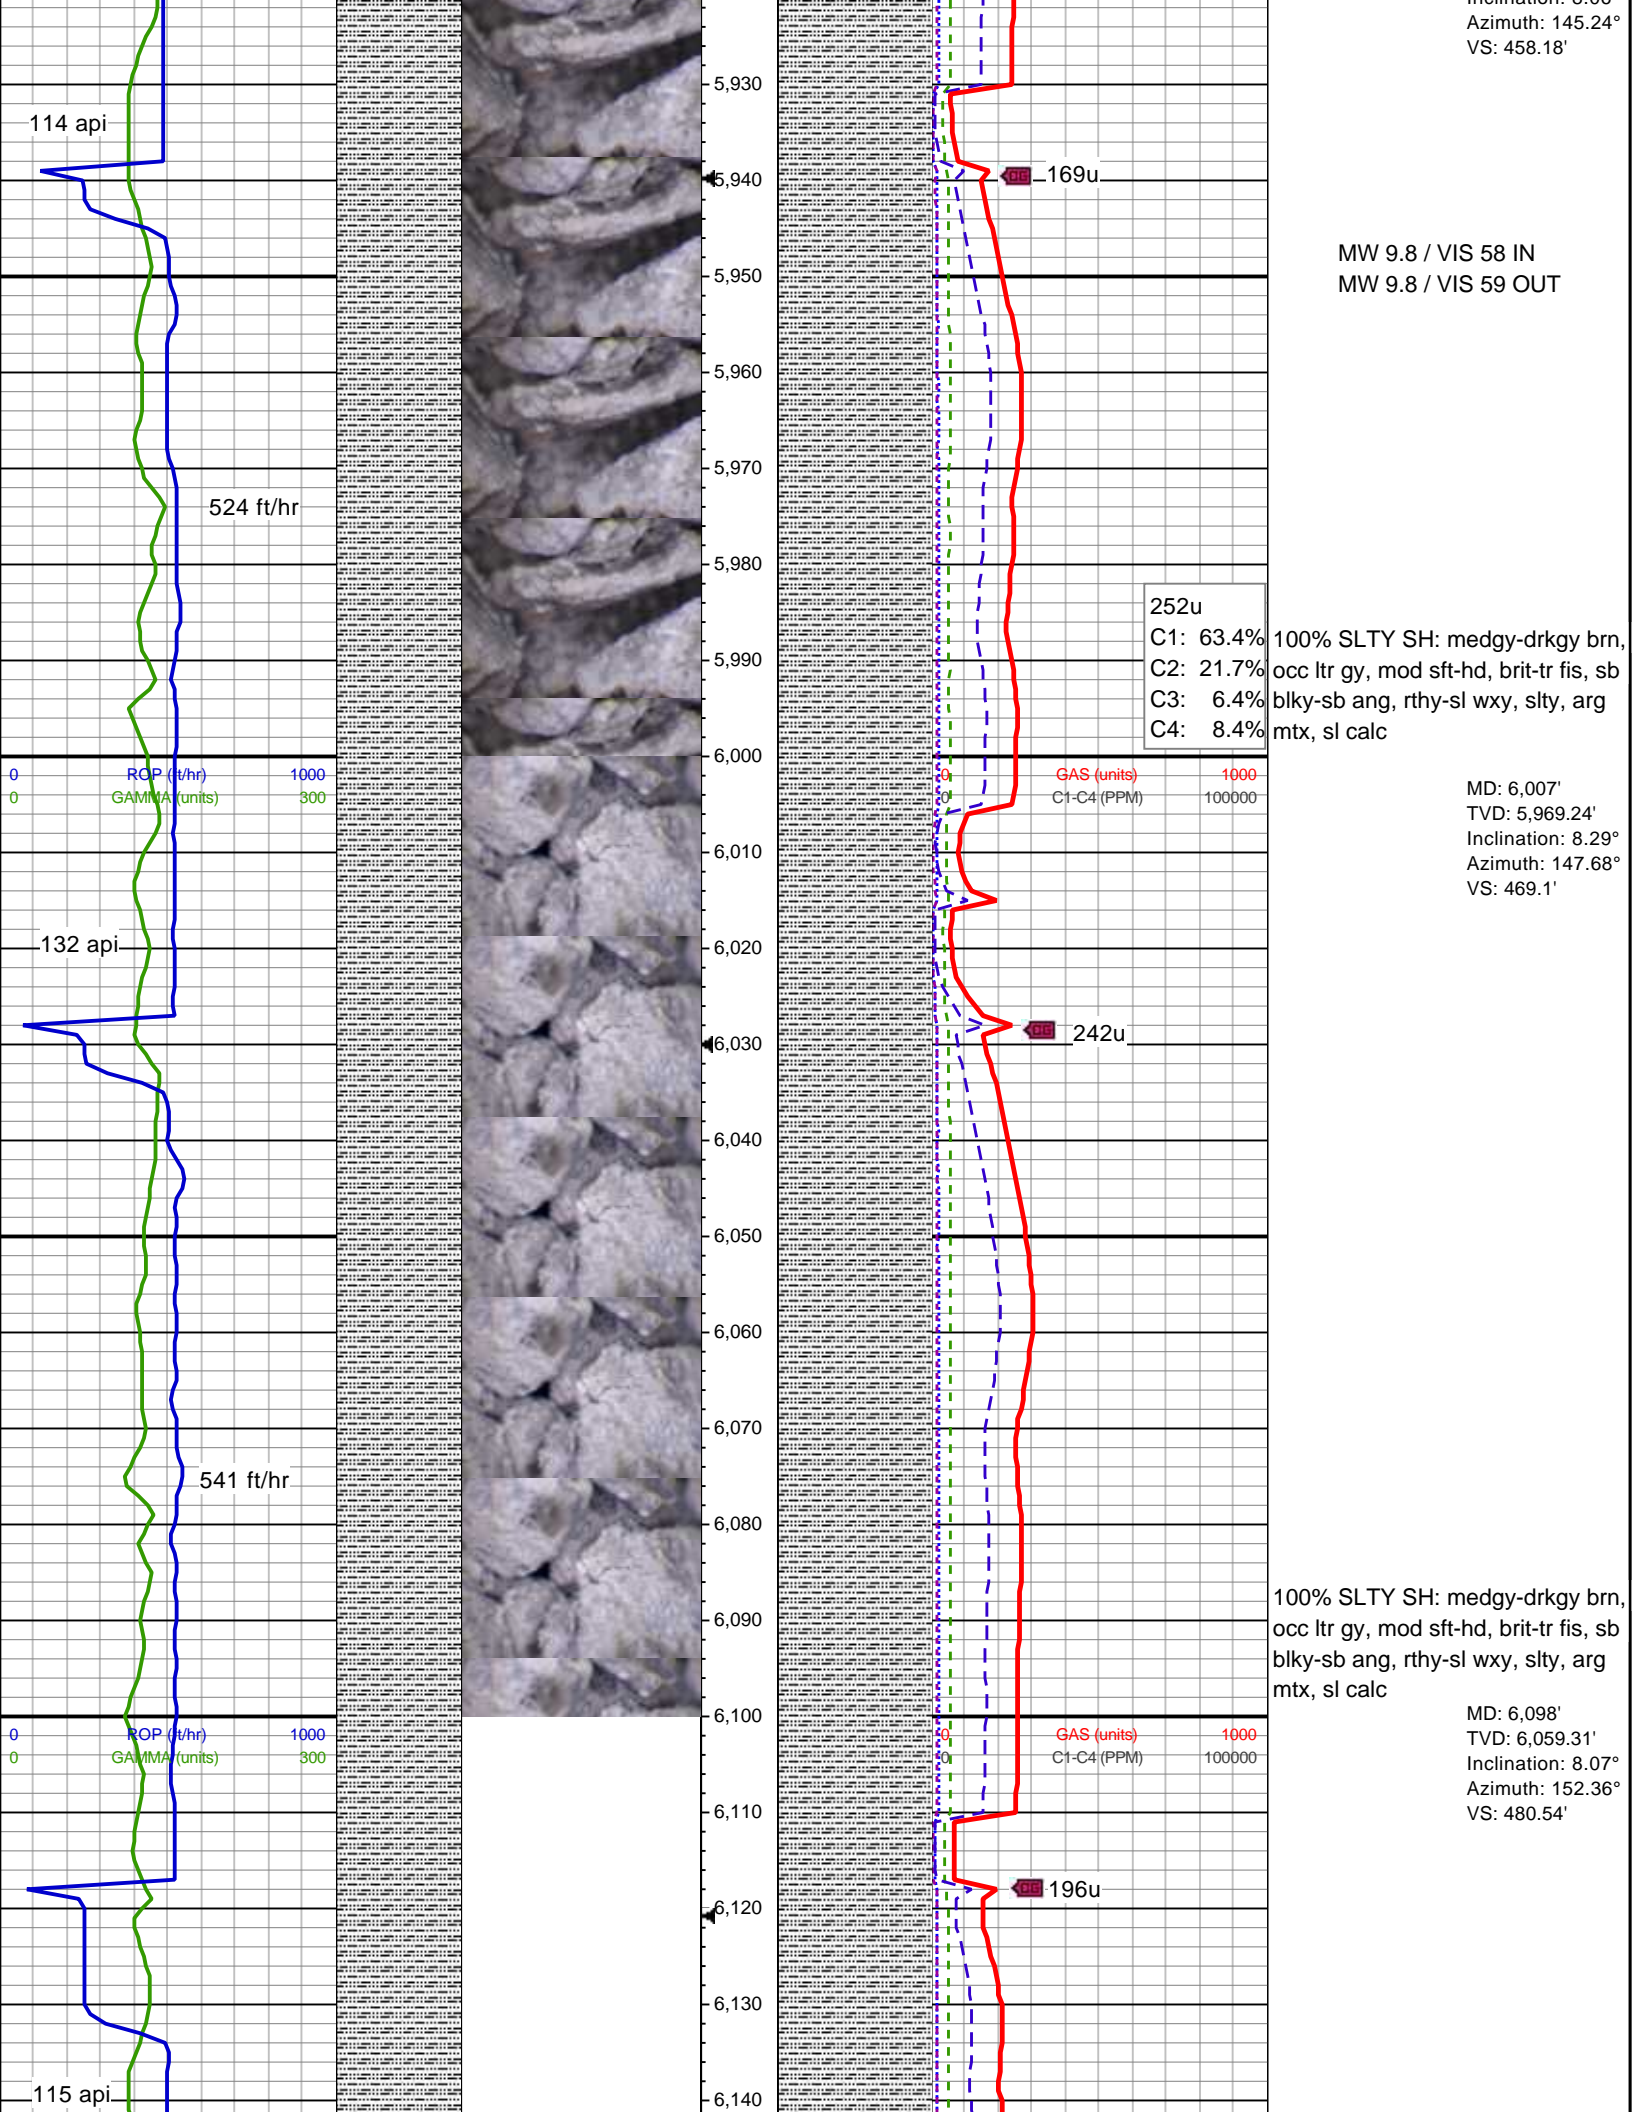 Azimuth: 145.24°
VS: 458.18'
5,930
114 api
5,940
DG 169u
MW 9.8 / VIS 58 IN
5,950
MW 9.8 / VIS 59 OUT
5,960
5,970
524 ft/hr
5,980
252u
C1: 63.4%
C2: 21.7%
C3: 6.4%
C4: 8.4%
100% SLTY SH: medgy-drkgy brn,
occ ltr gy, mod sft-hd, brit-tr fis, sb
blky-sb ang, rthy-sl wxy, slty, arg
mtx, sl calc
5,990
6,000
0 ROP (ft/hr) 1000
0 GAMMA (units) 300
0 GAS (units) 1000
0 C1-C4 (PPM) 100000
MD: 6,007'
TVD: 5,969.24'
Inclination: 8.29°
Azimuth: 147.68°
VS: 469.1'
6,010
132 api
6,020
6,030
DG 242u
6,040
6,050
6,060
6,070
541 ft/hr
6,080
6,090
100% SLTY SH: medgy-drkgy brn,
occ ltr gy, mod sft-hd, brit-tr fis, sb
blky-sb ang, rthy-sl wxy, slty, arg
mtx, sl calc
6,100
0 ROP (ft/hr) 1000
0 GAMMA (units) 300
0 GAS (units) 1000
0 C1-C4 (PPM) 100000
MD: 6,098'
TVD: 6,059.31'
Inclination: 8.07°
Azimuth: 152.36°
VS: 480.54'
6,110
DG 196u
6,120
6,130
115 api
6,140